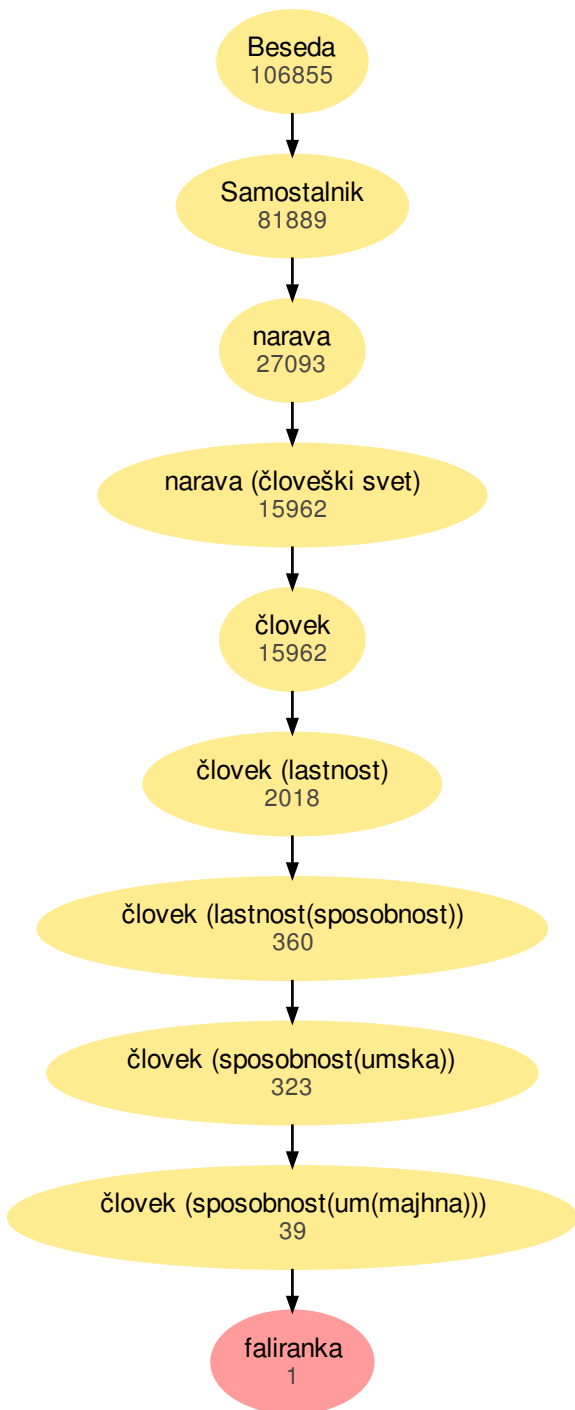 Beseda
106855
Samostalnik
81889
narava
27093
narava (človeški svet)
15962
človek
15962
človek (lastnost)
2018
človek (lastnost(sposobnost))
360
človek (sposobnost(umska))
323
človek (sposobnost(um(majhna)))
39
faliranka
1